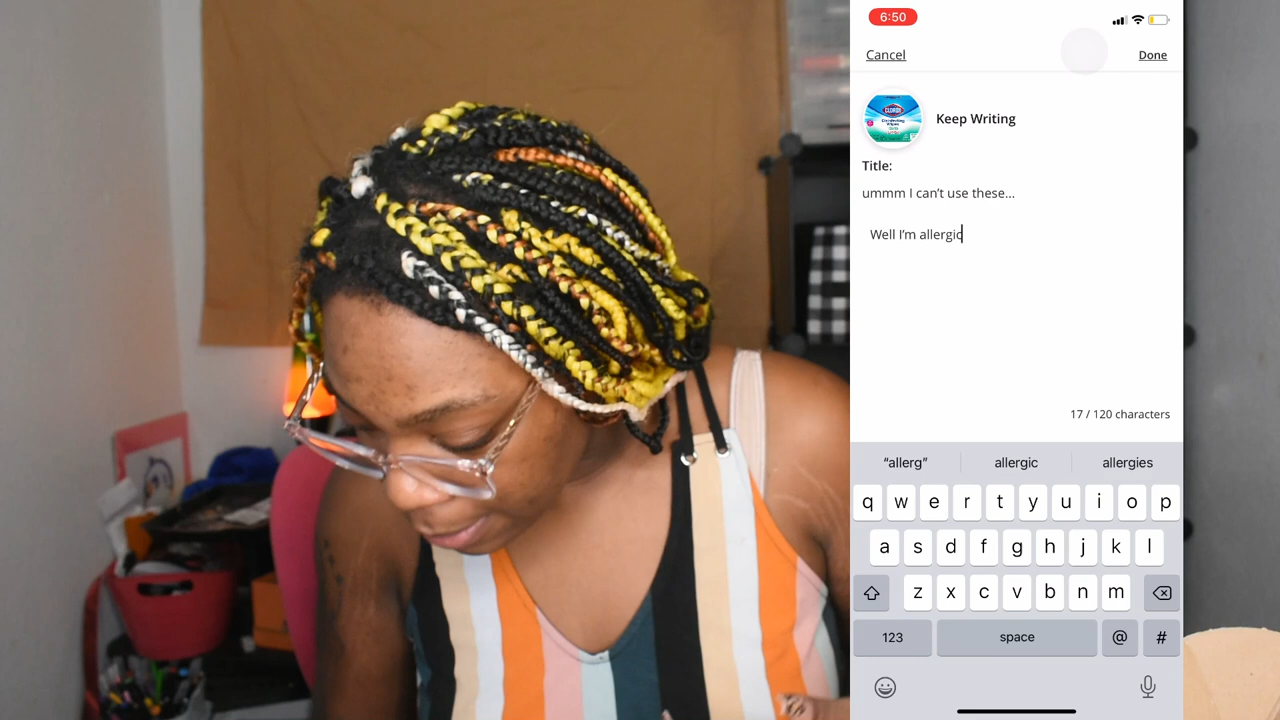 6:50
Cancel
Done
CLOROX
Keep Writing
Title:
ummm I can't use these...
Well I'm allergic
17 / 120 characters
“allerg”
allergic
allergies
q w e r t y u i o p
a s d f g h j k l
z x c v b n m
123
space
@
#